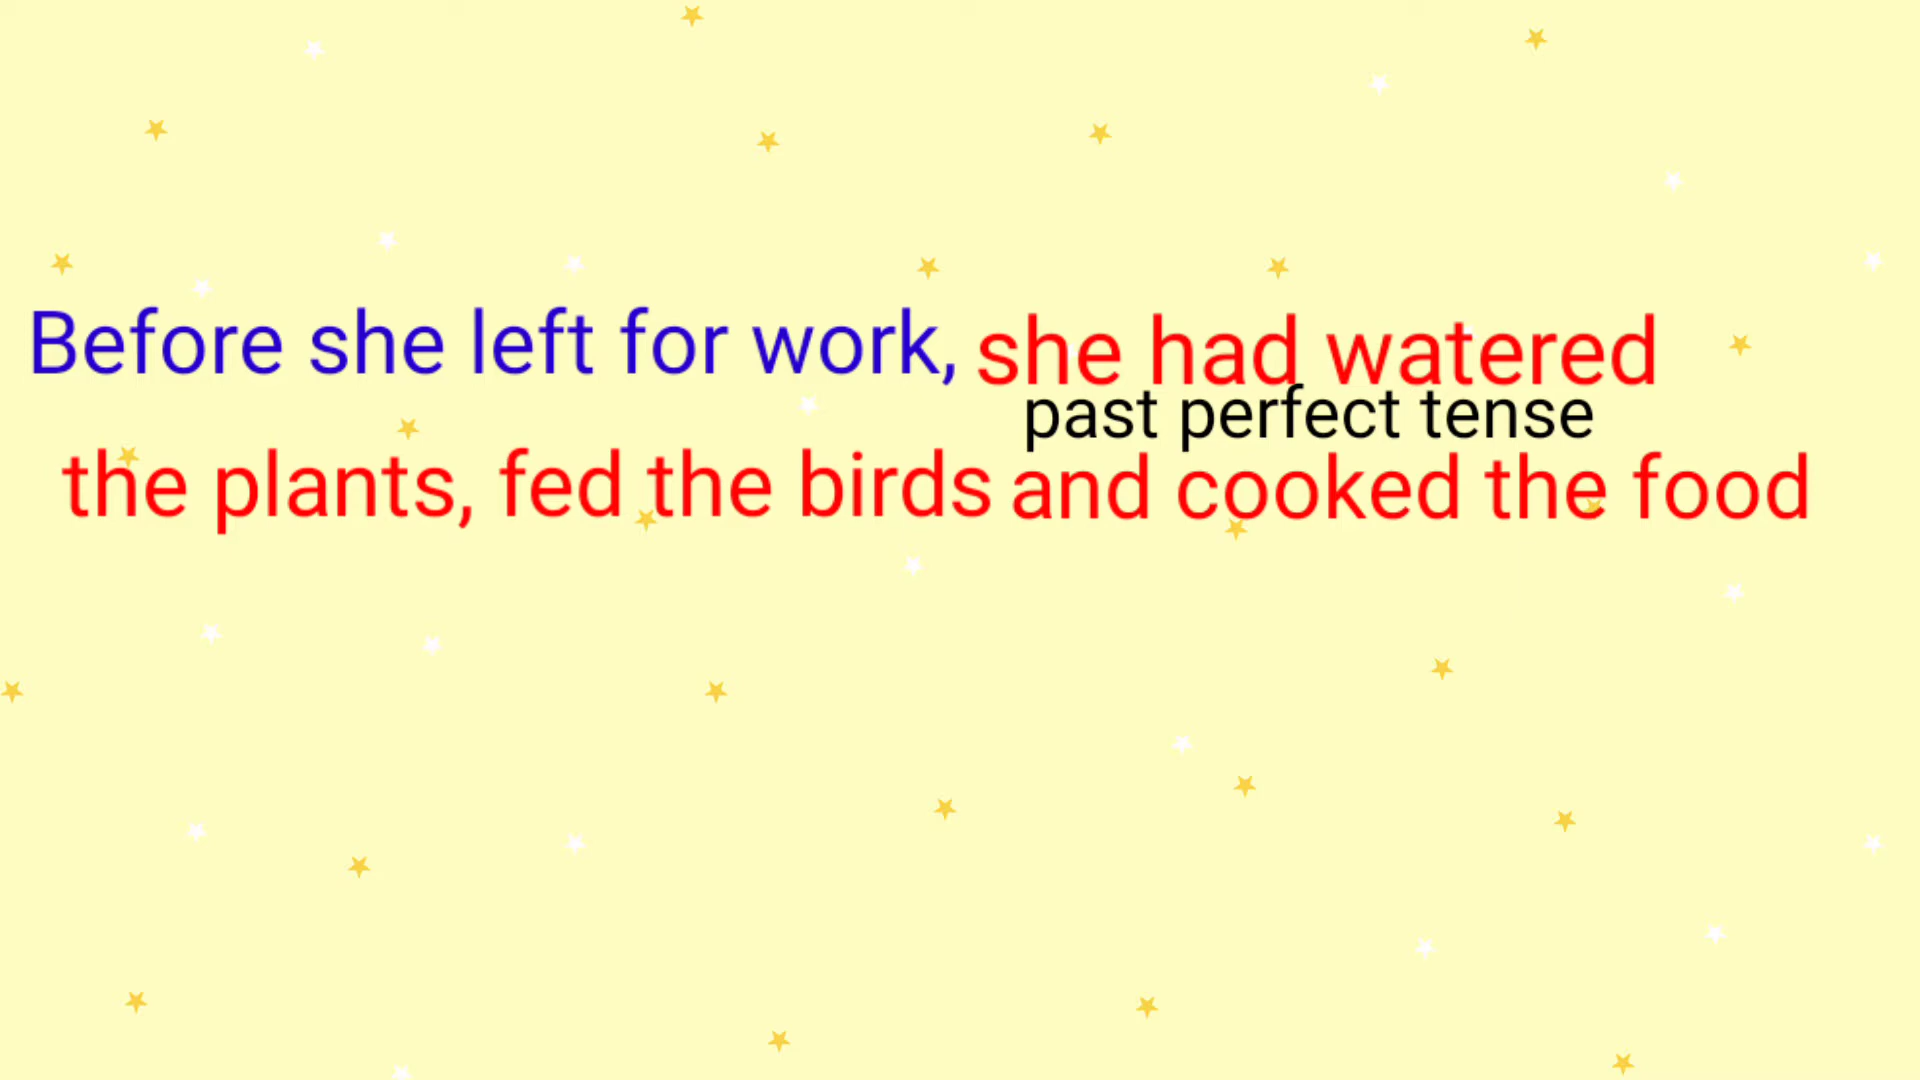 Before she left for work, she had watered
past perfect tense
the plants, fed the birds and cooked the food